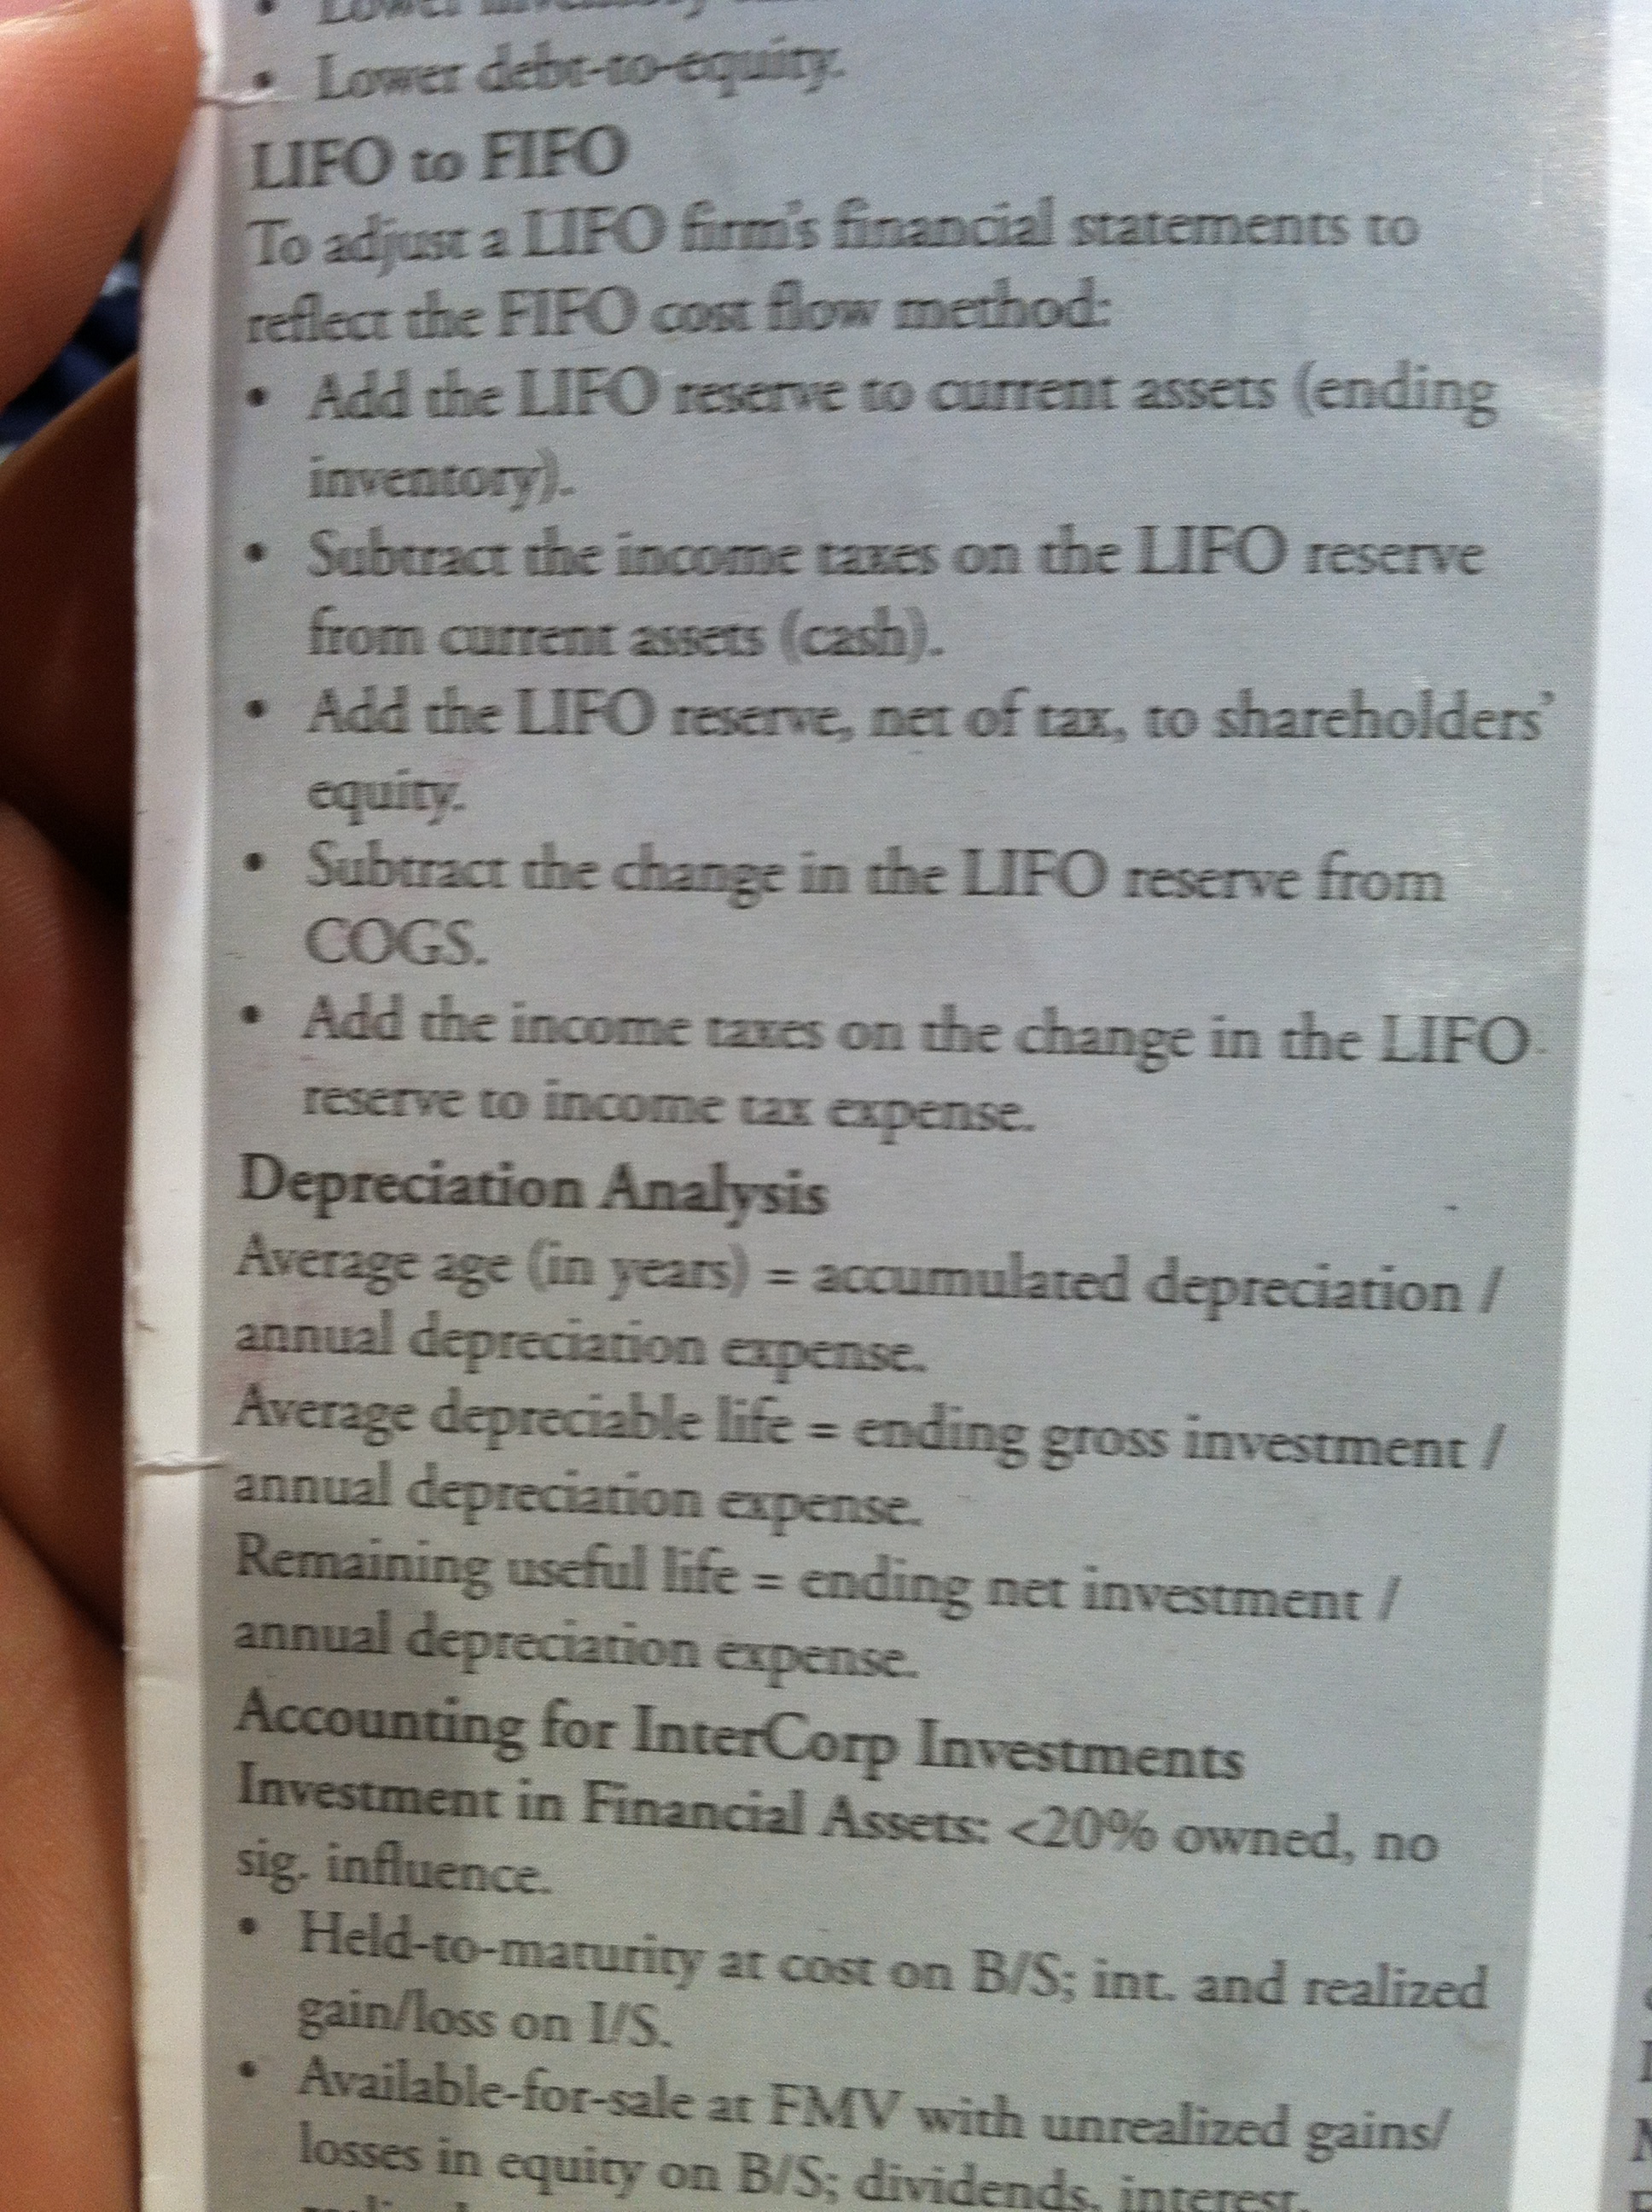 • Lower inventory
• Lower debt-to-equity.
LIFO to FIFO
To adjust a LIFO firm's financial statements to
reflect the FIFO cost flow method:
• Add the LIFO reserve to current assets (ending
inventory).
• Subtract the income taxes on the LIFO reserve
from current assets (cash).
• Add the LIFO reserve, net of tax, to shareholders'
equity.
• Subtract the change in the LIFO reserve from
COGS.
• Add the income taxes on the change in the LIFO
reserve to income tax expense.
Depreciation Analysis
Average age (in years) = accumulated depreciation /
annual depreciation expense.
Average depreciable life = ending gross investment /
annual depreciation expense.
Remaining useful life = ending net investment /
annual depreciation expense.
Accounting for InterCorp Investments
Investment in Financial Assets: <20% owned, no
sig. influence.
• Held-to-maturity at cost on B/S; int. and realized
gain/loss on I/S.
• Available-for-sale at FMV with unrealized gains/
losses in equity on B/S; dividends, interest,